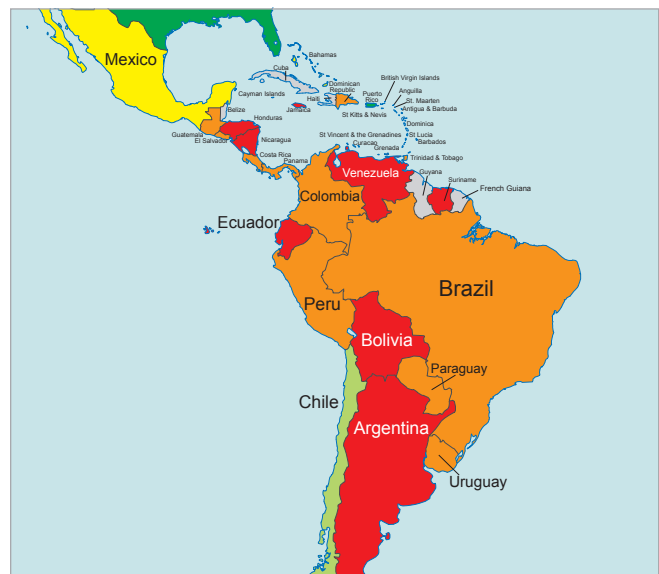 Mexico
Bahamas
Cuba
Cayman Islands
Dominican
Republic
British Virgin Islands
Puerto
Rico
Anguilla
St. Maarten
Antigua & Barbuda
Haiti
Jamaica
Belize
St Kitts & Nevis
Honduras
Dominica
Guatemala
El Salvador
Nicaragua
St Vincent & the Grenadines
St Lucia
Barbados
Curacao
Costa Rica
Grenada
Panama
Trinidad & Tobago
Venezuela
Guyana
Suriname
French Guiana
Colombia
Ecuador
Brazil
Peru
Bolivia
Paraguay
Chile
Argentina
Uruguay